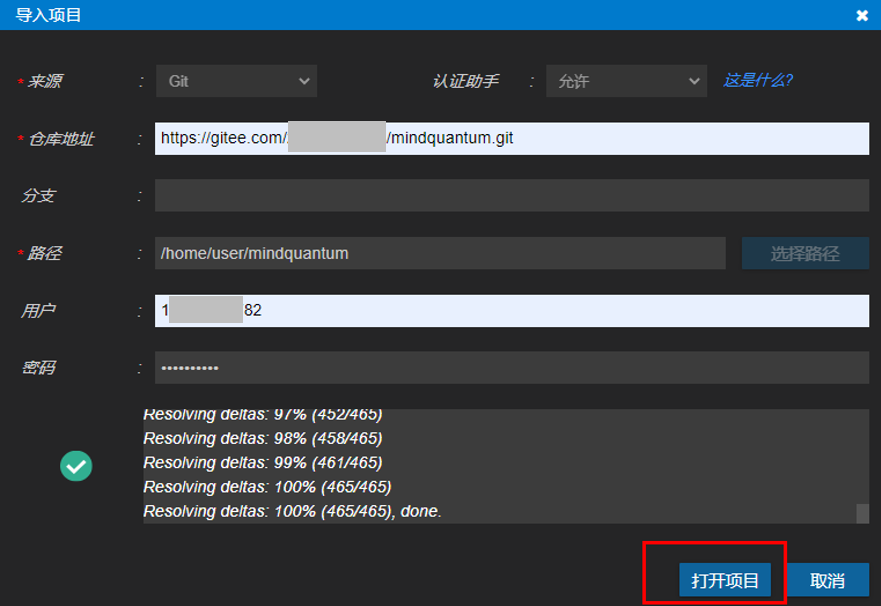 导入项目
* 来源 : Git 认证助手 : 允许 这是什么?
* 仓库地址 : https://gitee.com/ /mindquantum.git
分支 :
* 路径 : /home/user/mindquantum 选择路径
用户 : 1 82
密码 : ••••••••••
Resolving deltas: 97% (452/465)
Resolving deltas: 98% (458/465)
Resolving deltas: 99% (461/465)
Resolving deltas: 100% (465/465)
Resolving deltas: 100% (465/465), done.
打开项目 取消